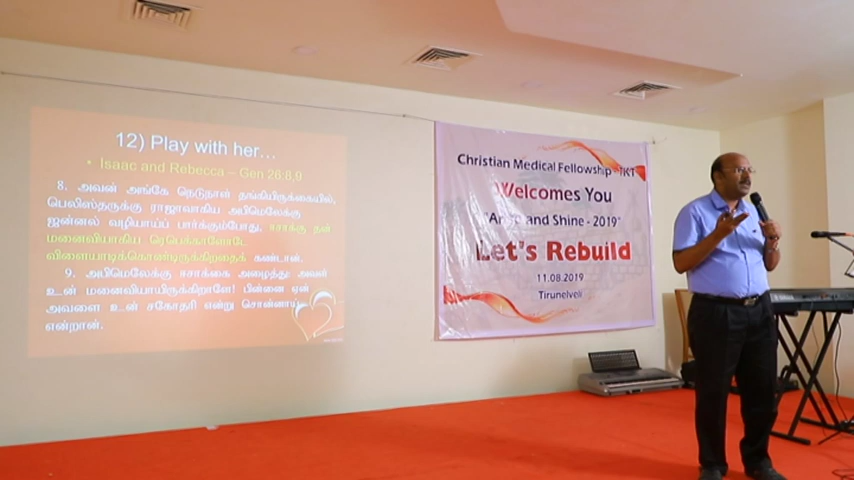 12) Play with her...
• Isaac and Rebecca – Gen 26:8,9
8. அவன் அங்கே நெடுநாள் தங்கியிருக்கையில்,
பெலிஸ்தருக்கு ராஜாவாகிய அபிமெலேக்கு
ஜன்னல் வழியாய்ப் பார்க்கும்போது, ஈசாக்கு தன்
மனைவியாகிய ரெபெக்காளோடே
விளையாடிக்கொண்டிருக்கிறதைக் கண்டான்.
9. அபிமெலேக்கு ஈசாக்கை அழைத்து: அவள்
உன் மனைவியாயிருக்கிறாளே! பின்னை ஏன்
அவளை உன் சகோதரி என்று சொன்னாய்
என்றான்.
Christian Medical Fellowship -TKT
Welcomes You
"Arise and Shine - 2019"
Let's Rebuild
11.08.2019
Tirunelveli